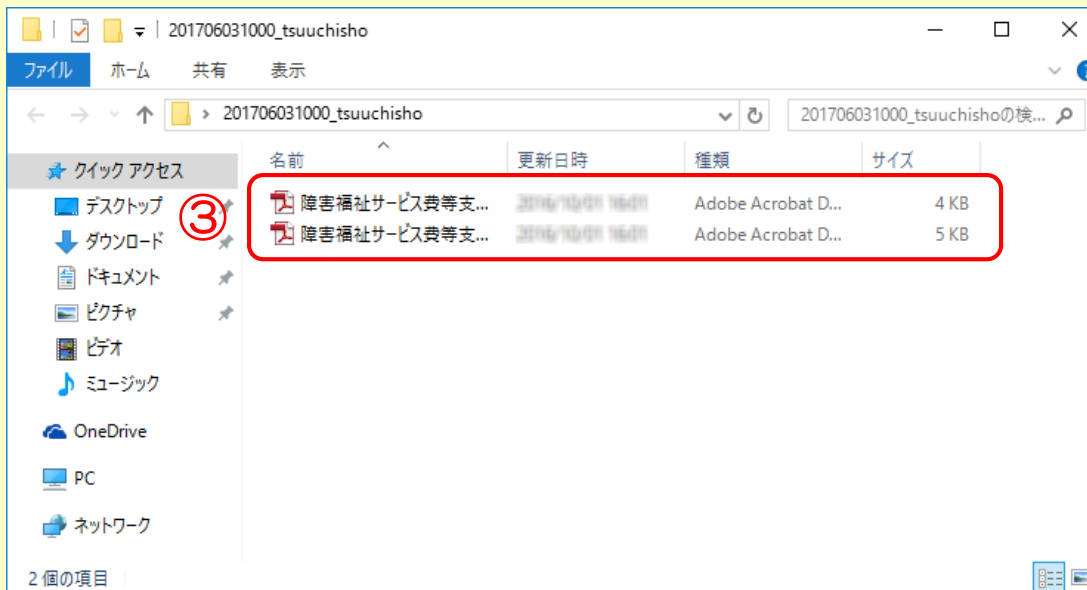 201706031000_tsuuchisho
ファイル ホーム 共有 表示
201706031000_tsuuchisho 201706031000_tsuuchishoの検...
名前 更新日時 種類 サイズ
クイック アクセス
デスクトップ
ダウンロード
ドキュメント
ピクチャ
ビデオ
ミュージック
OneDrive
PC
ネットワーク
③
障害福祉サービス費等支... Adobe Acrobat D... 4 KB
障害福祉サービス費等支... Adobe Acrobat D... 5 KB
2 個の項目